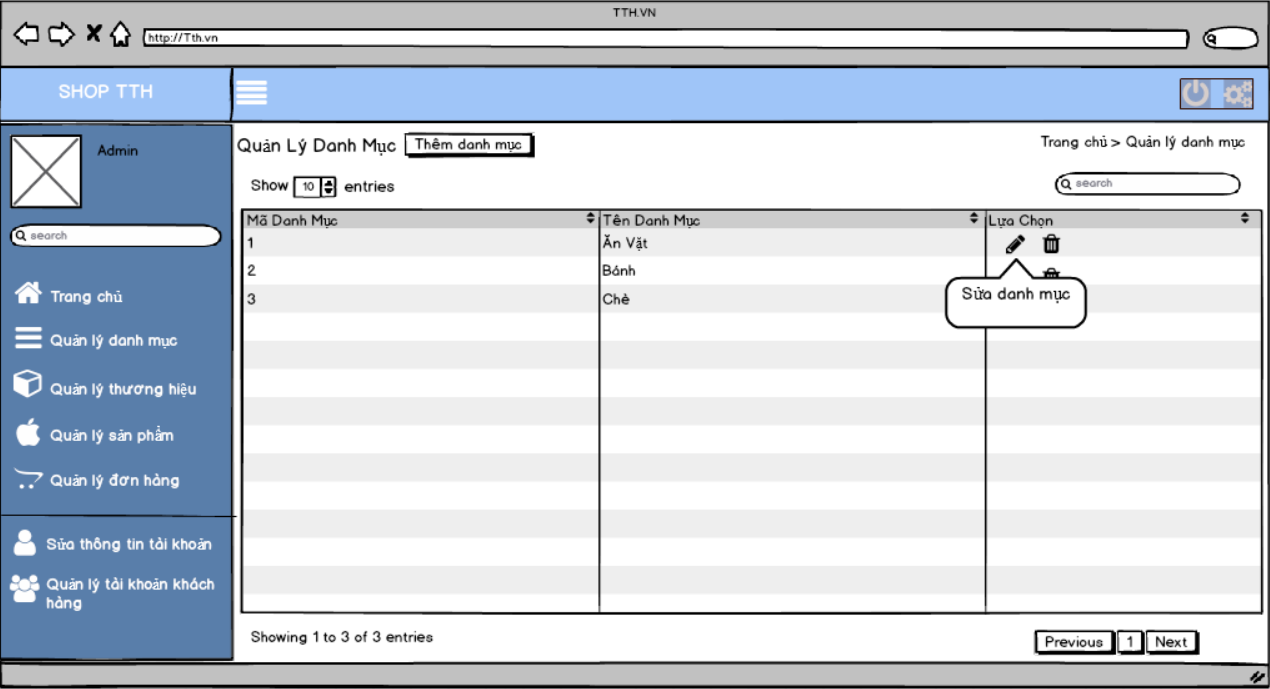 TTH.VN
http://Tth.vn
SHOP TTH
Admin
search
Trang chủ
Quản lý danh mục
Quản lý thương hiệu
Quản lý sản phẩm
Quản lý đơn hàng
Sửa thông tin tài khoản
Quản lý tài khoản khách
hàng
Quản Lý Danh Mục Thêm danh mục
Trang chủ > Quản lý danh mục
Show 10 entries
search
Mã Danh Mục Tên Danh Mục Lựa Chọn
1 Ăn Vặt
2 Bánh
3 Chè
Sửa danh mục
Showing 1 to 3 of 3 entries
Previous 1 Next